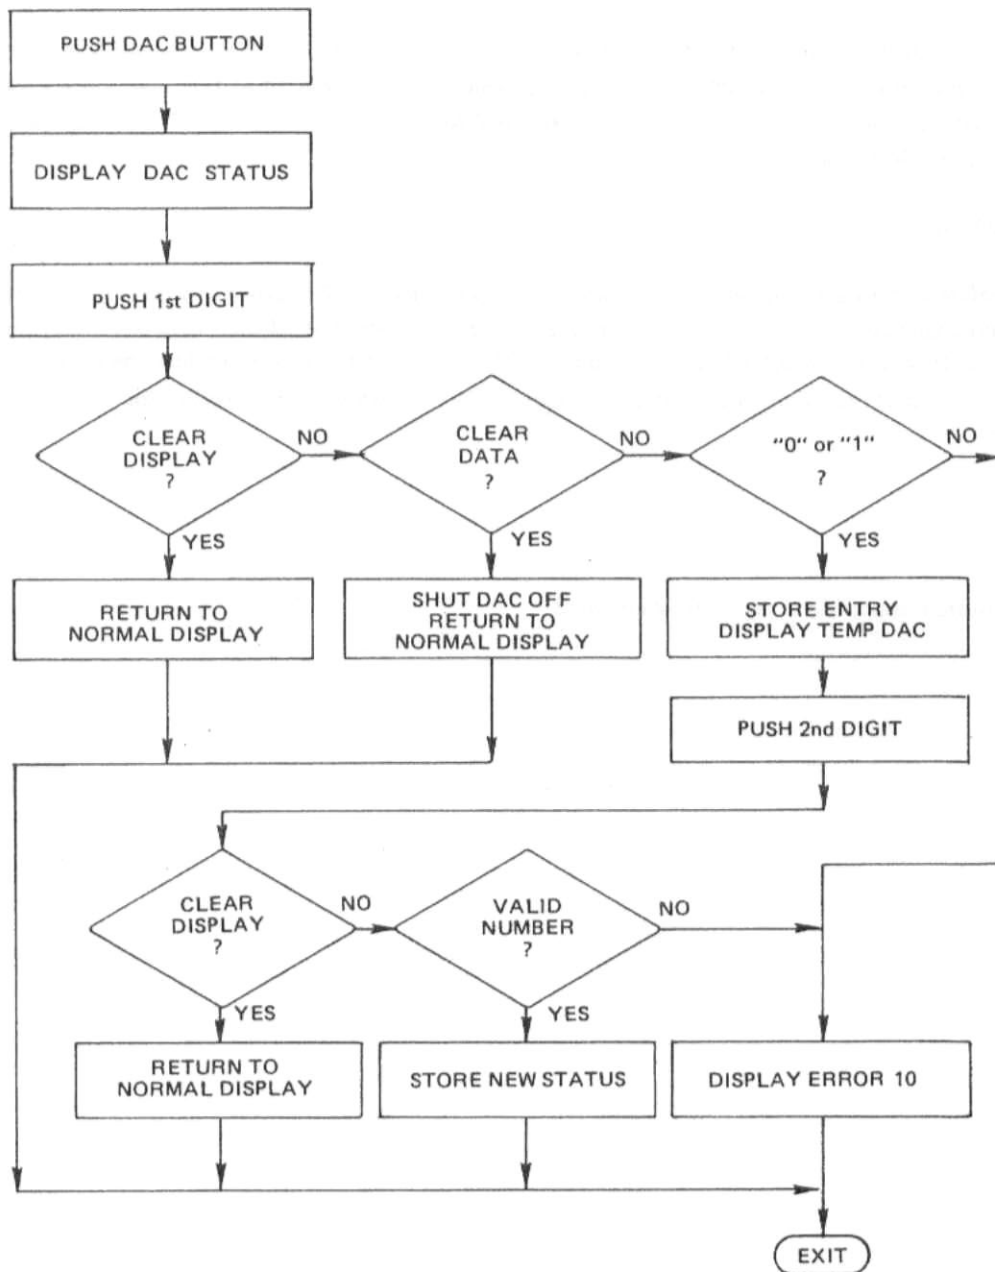 PUSH DAC BUTTON
DISPLAY DAC STATUS
PUSH 1st DIGIT
CLEAR
DISPLAY
?
NO
YES
CLEAR
DATA
?
NO
YES
"0" or "1"
?
NO
YES
RETURN TO
NORMAL DISPLAY
SHUT DAC OFF
RETURN TO
NORMAL DISPLAY
STORE ENTRY
DISPLAY TEMP DAC
PUSH 2nd DIGIT
CLEAR
DISPLAY
?
NO
YES
VALID
NUMBER
?
NO
YES
RETURN TO
NORMAL DISPLAY
STORE NEW STATUS
DISPLAY ERROR 10
EXIT